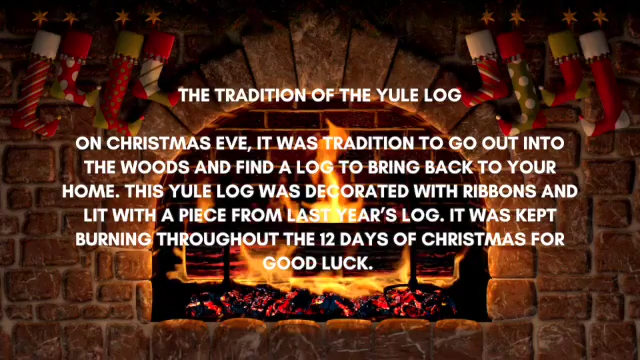 THE TRADITION OF THE YULE LOG
ON CHRISTMAS EVE, IT WAS TRADITION TO GO OUT INTO
THE WOODS AND FIND A LOG TO BRING BACK TO YOUR
HOME. THIS YULE LOG WAS DECORATED WITH RIBBONS AND
LIT WITH A PIECE FROM LAST YEAR’S LOG. IT WAS KEPT
BURNING THROUGHOUT THE 12 DAYS OF CHRISTMAS FOR
GOOD LUCK.